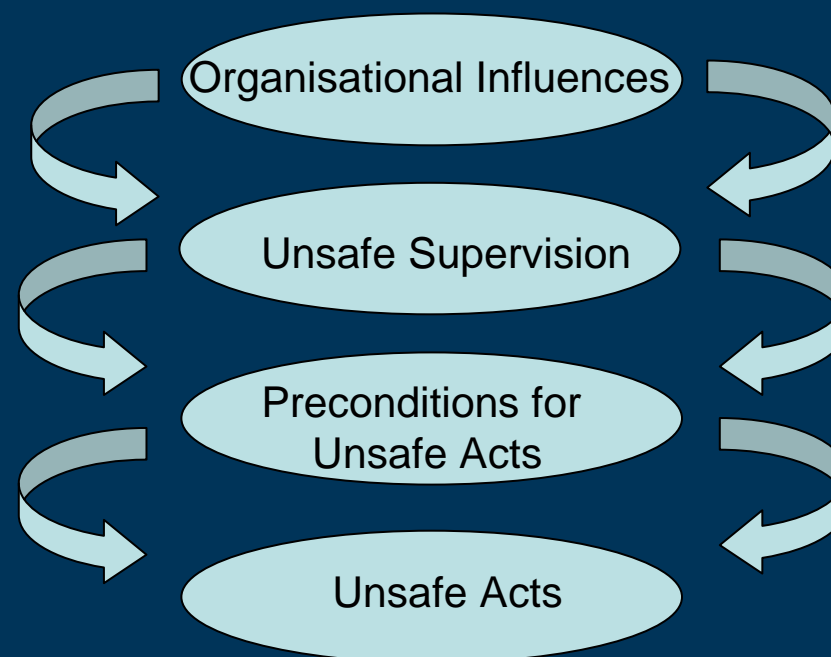 Organisational Influences
Unsafe Supervision
Preconditions for
Unsafe Acts
Unsafe Acts